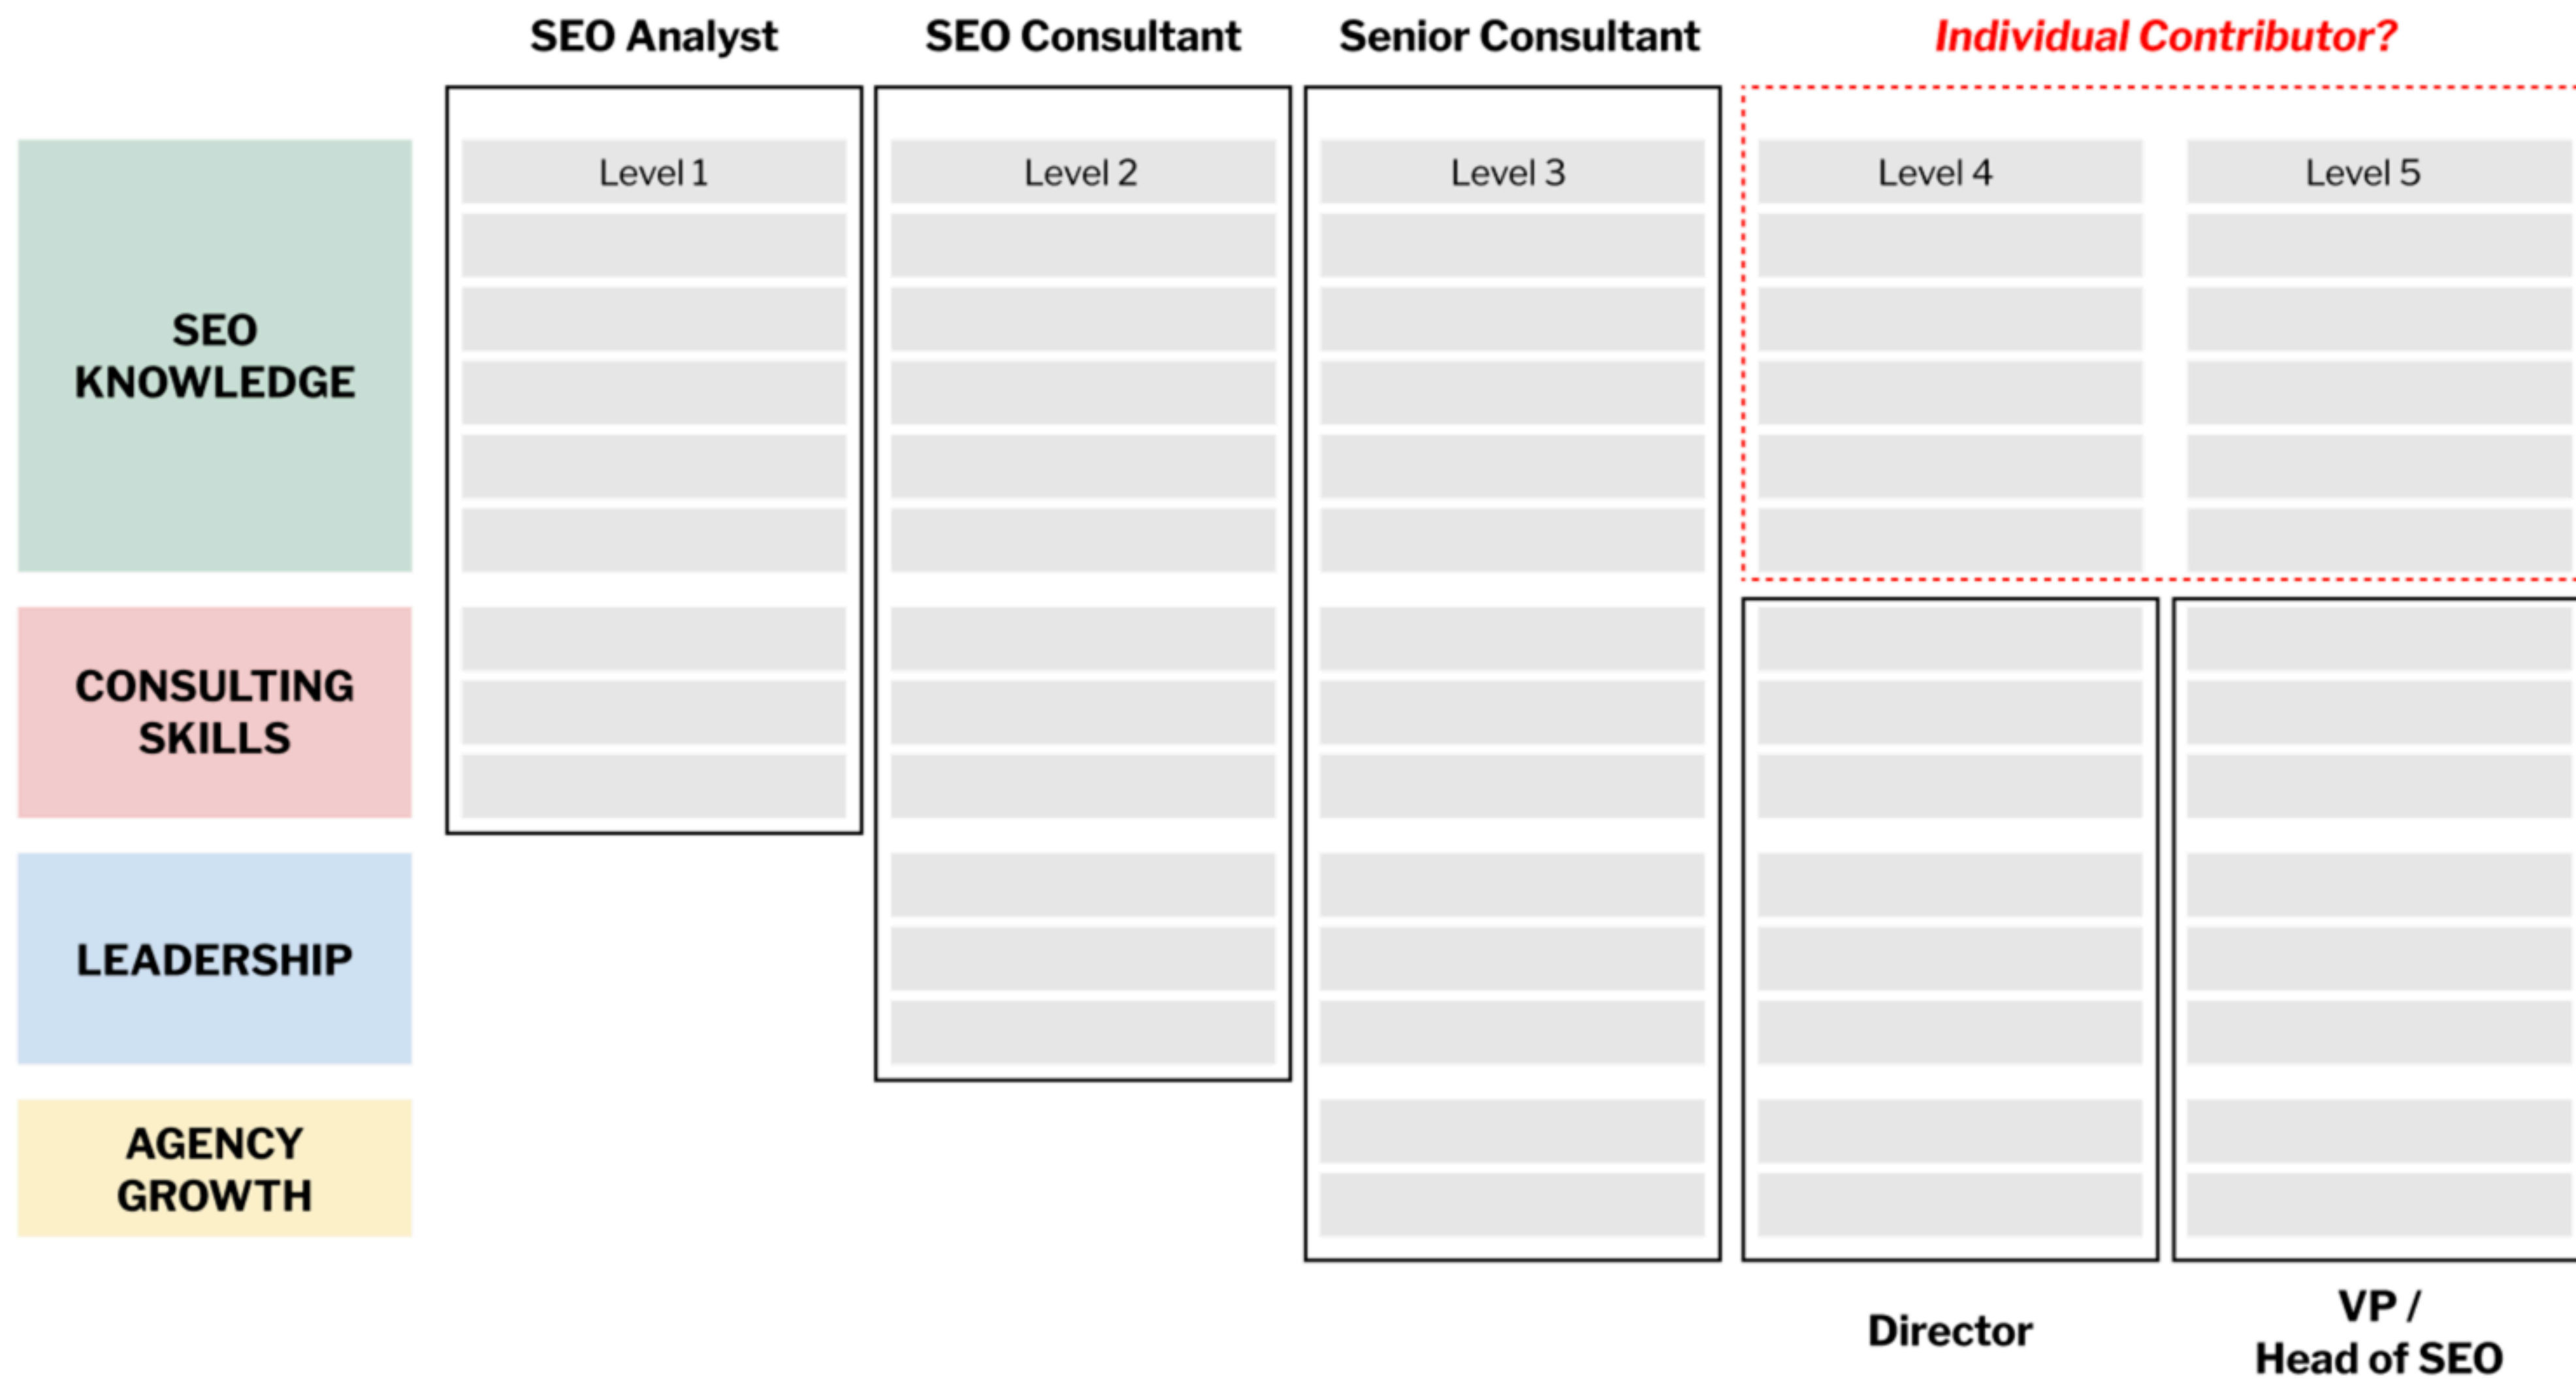 SEO Analyst
SEO Consultant
Senior Consultant
Individual Contributor?
Level 1
Level 2
Level 3
Level 4
Level 5
SEO
KNOWLEDGE
CONSULTING
SKILLS
LEADERSHIP
AGENCY
GROWTH
Director
VP /
Head of SEO